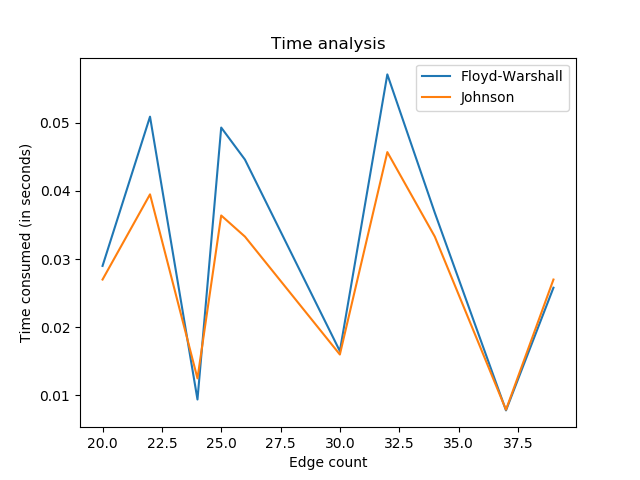 Time analysis
Floyd-Warshall
Johnson
Time consumed (in seconds)
0.05
0.04
0.03
0.02
0.01
20.0 22.5 25.0 27.5 30.0 32.5 35.0 37.5
Edge count